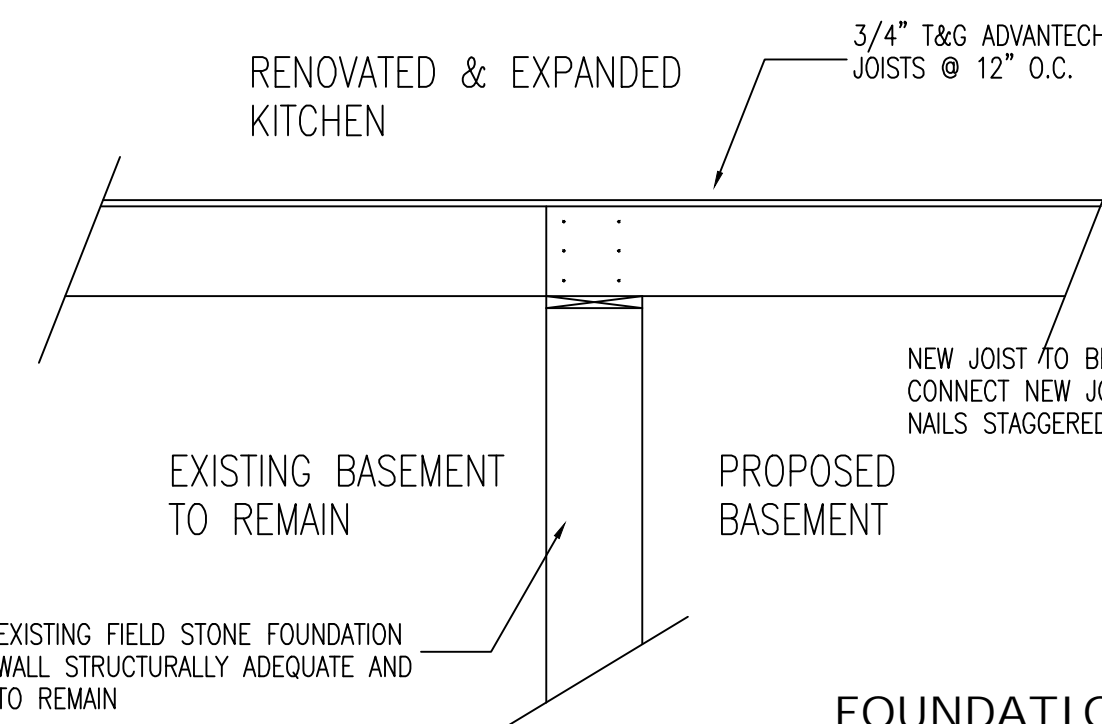 3/4" T&G ADVANTECH
JOISTS @ 12" O.C.
RENOVATED & EXPANDED
KITCHEN
NEW JOIST TO
CONNECT NEW
NAILS STAGGERED
EXISTING BASEMENT
TO REMAIN
PROPOSED
BASEMENT
EXISTING FIELD STONE FOUNDATION
WALL STRUCTURALLY ADEQUATE AND
TO REMAIN